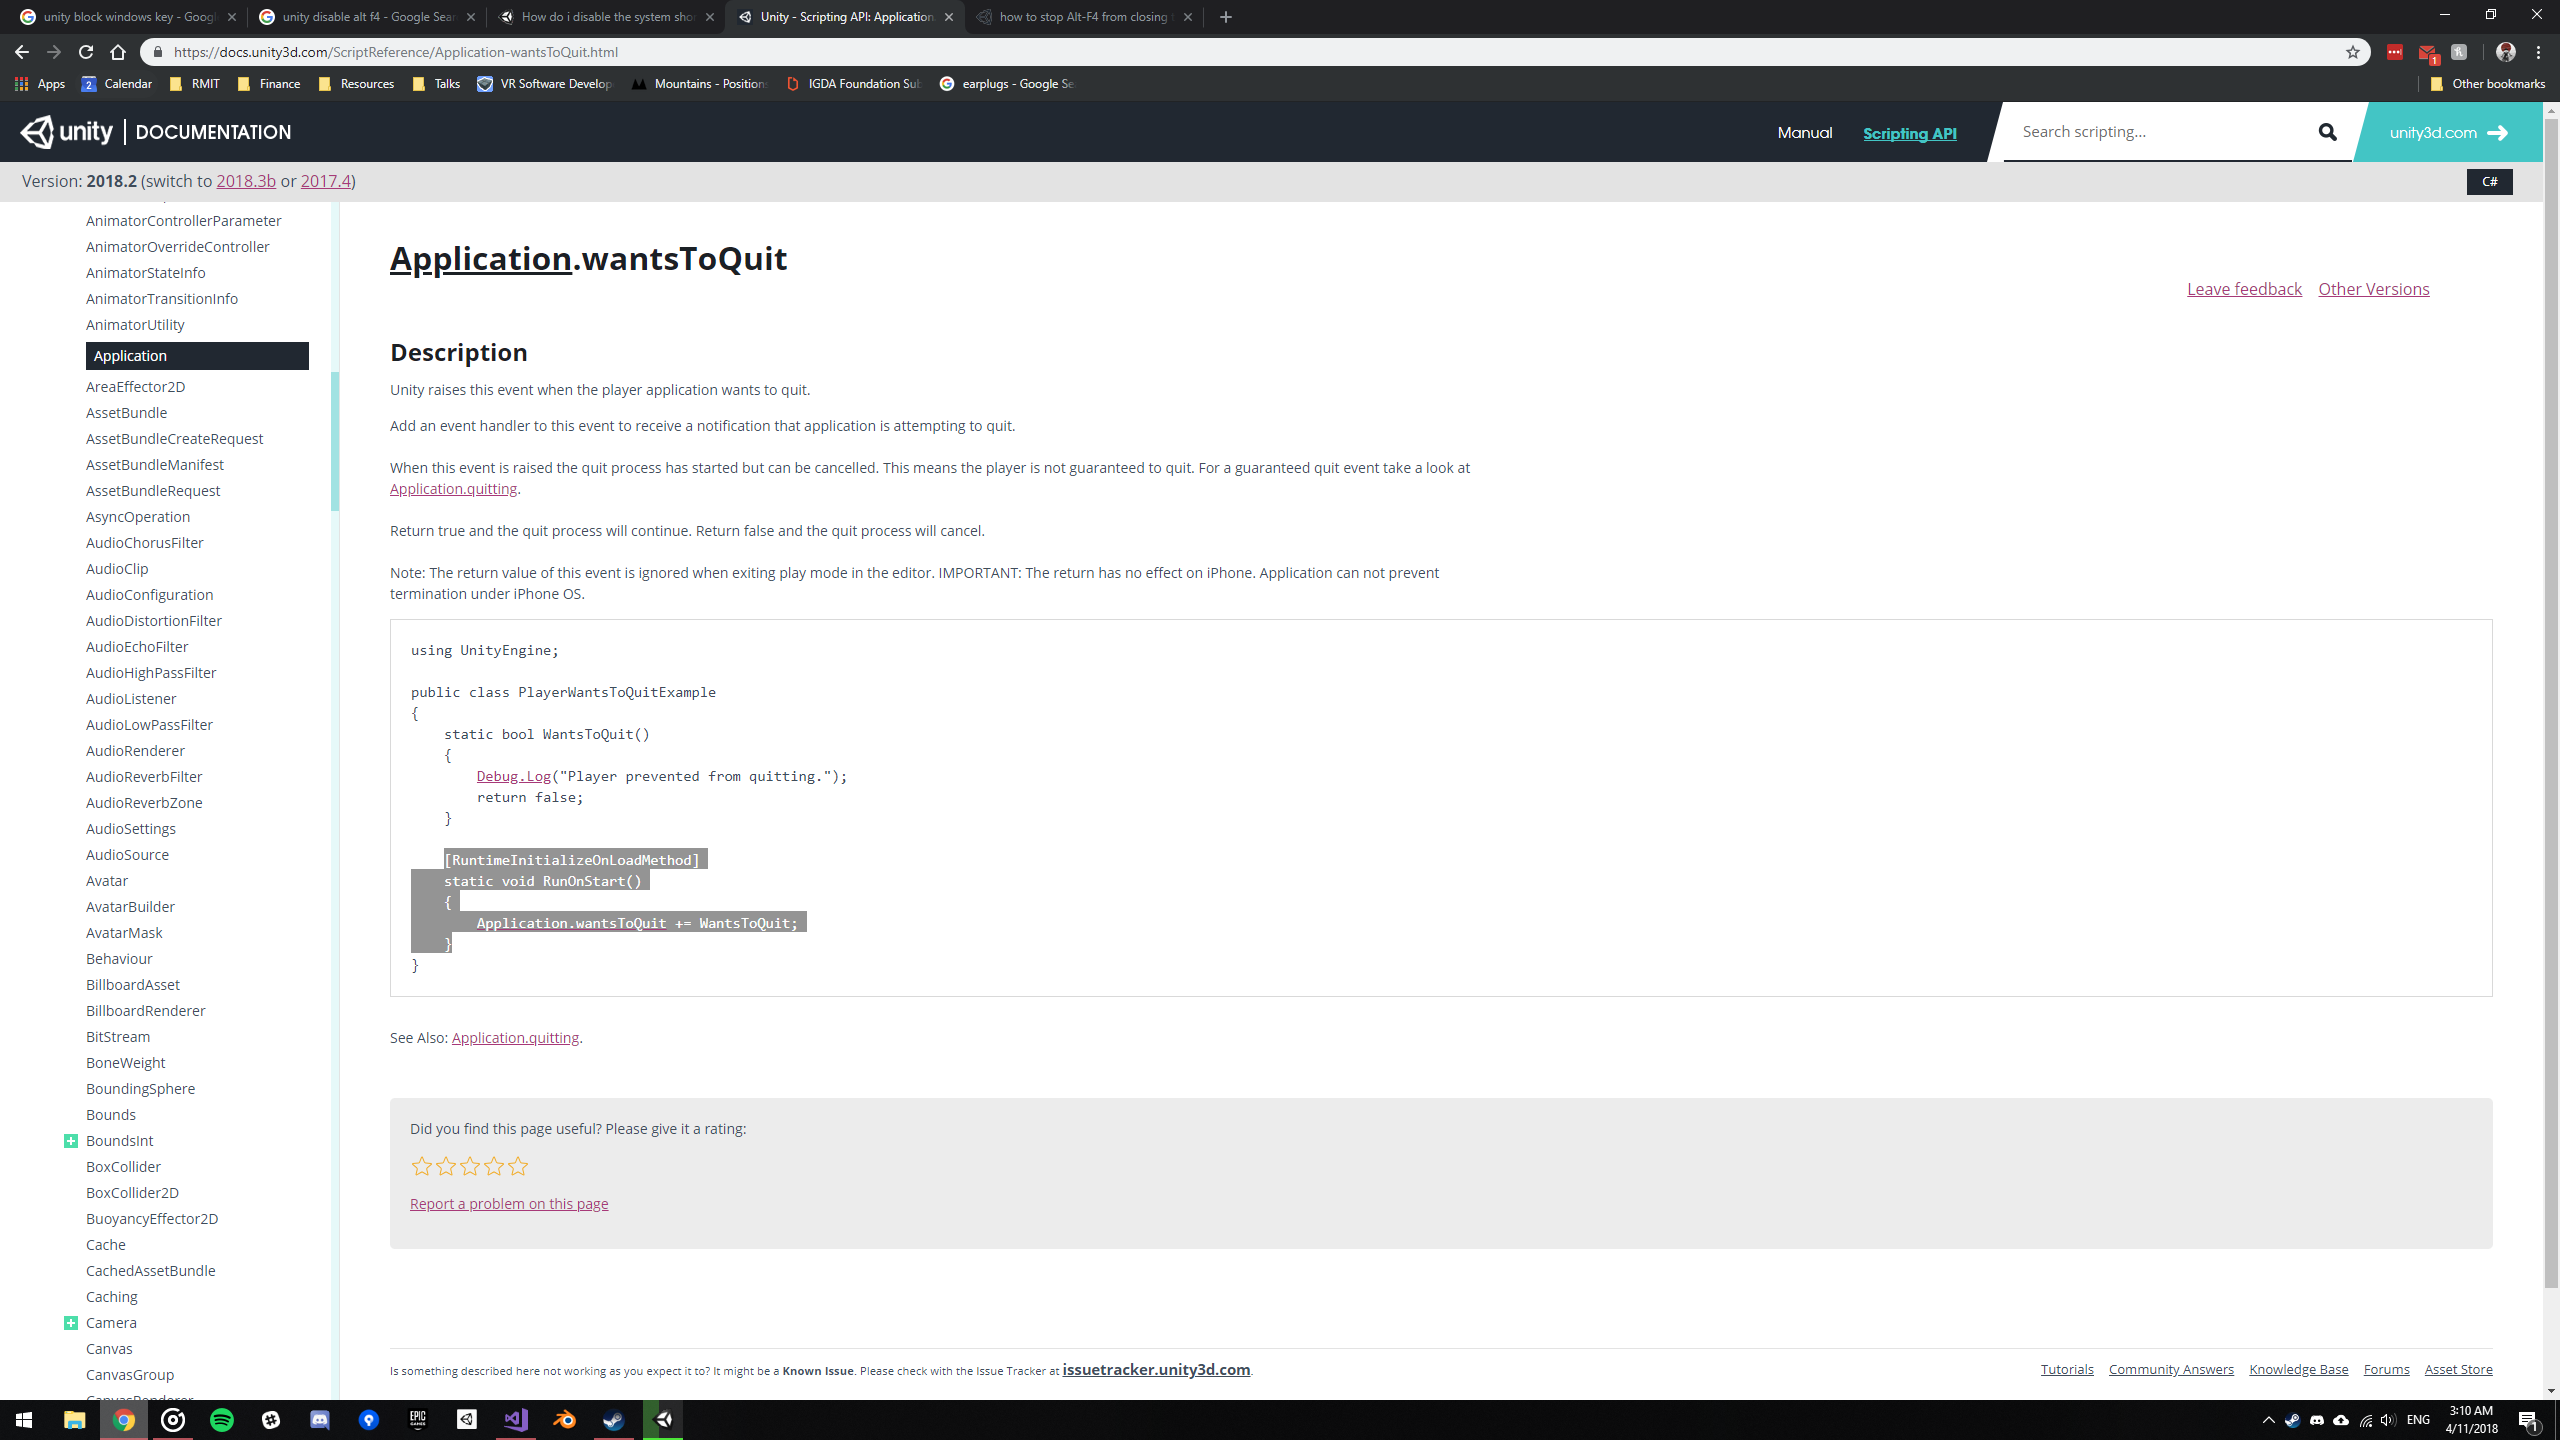 unity block windows key - Googl
unity disable alt f4 - Google Sear
How do i disable the system sho
Unity - Scripting API: Application.
how to stop Alt-F4 from closing
https://docs.unity3d.com/ScriptReference/Application-wantsToQuit.html
1
Apps
2
Calendar
RMIT
Finance
Resources
Talks
VR Software Develop
Mountains - Position
IGDA Foundation Sub
earplugs - Google Se
Other bookmarks
unity | DOCUMENTATION
Manual
Scripting API
Search scripting...
unity3d.com
Version: 2018.2 (switch to 2018.3b or 2017.4)
C#
AnimatorControllerParameter
AnimatorOverrideController
AnimatorStateInfo
AnimatorTransitionInfo
AnimatorUtility
Application
AreaEffector2D
AssetBundle
AssetBundleCreateRequest
AssetBundleManifest
AssetBundleRequest
AsyncOperation
AudioChorusFilter
AudioClip
AudioConfiguration
AudioDistortionFilter
AudioEchoFilter
AudioHighPassFilter
AudioListener
AudioLowPassFilter
AudioRenderer
AudioReverbFilter
AudioReverbZone
AudioSettings
AudioSource
Avatar
AvatarBuilder
AvatarMask
Behaviour
BillboardAsset
BillboardRenderer
BitStream
BoneWeight
BoundingSphere
Bounds
BoundsInt
BoxCollider
BoxCollider2D
BuoyancyEffector2D
Cache
CachedAssetBundle
Caching
Camera
Canvas
CanvasGroup
CanvasRenderer
Application.wantsToQuit
Leave feedback
Other Versions
Description
Unity raises this event when the player application wants to quit.
Add an event handler to this event to receive a notification that application is attempting to quit.
When this event is raised the quit process has started but can be cancelled. This means the player is not guaranteed to quit. For a guaranteed quit event take a look at
Application.quitting.
Return true and the quit process will continue. Return false and the quit process will cancel.
Note: The return value of this event is ignored when exiting play mode in the editor. IMPORTANT: The return has no effect on iPhone. Application can not prevent
termination under iPhone OS.
using UnityEngine;
public class PlayerWantsToQuitExample
{
static bool WantsToQuit()
{
Debug.Log("Player prevented from quitting.");
return false;
}
[RuntimeInitializeOnLoadMethod]
static void RunOnStart()
{
Application.wantsToQuit += WantsToQuit;
}
}
See Also: Application.quitting.
Did you find this page useful? Please give it a rating:
Report a problem on this page
Is something described here not working as you expect it to? It might be a Known Issue. Please check with the Issue Tracker at issuetracker.unity3d.com.
Tutorials
Community Answers
Knowledge Base
Forums
Asset Store
EPIC
GAMES
ENG
3:10 AM
4/11/2018
1